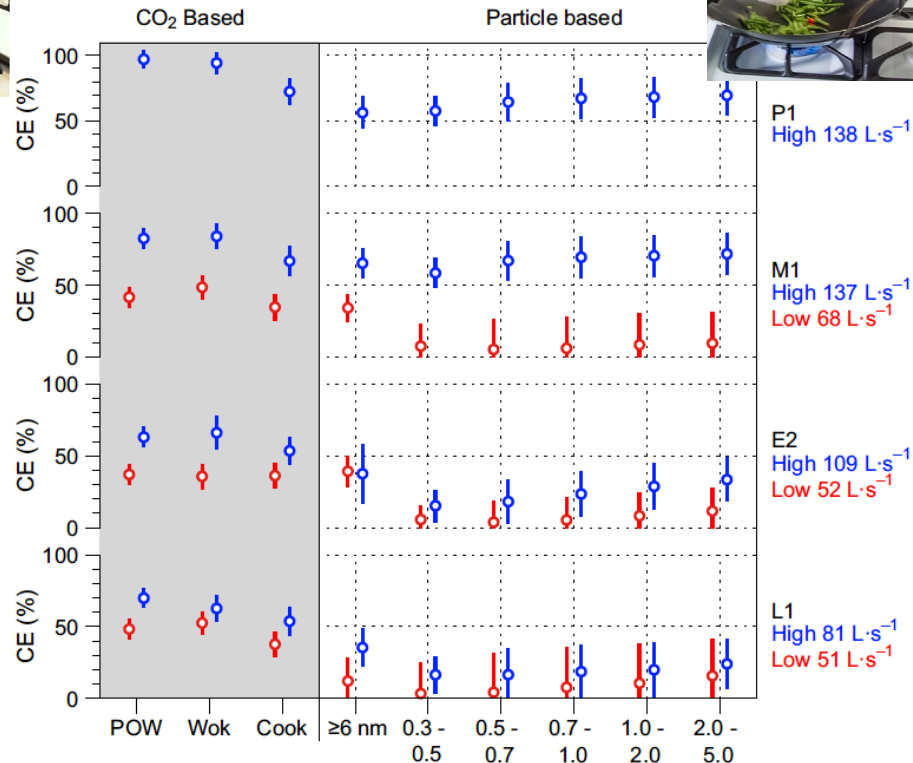 CO2 Based
Particle based
CE (%)
100
50
0
P1
High 138 L·s⁻¹
CE (%)
100
50
0
M1
High 137 L·s⁻¹
Low 68 L·s⁻¹
CE (%)
100
50
0
E2
High 109 L·s⁻¹
Low 52 L·s⁻¹
CE (%)
100
50
0
L1
High 81 L·s⁻¹
Low 51 L·s⁻¹
POW Wok Cook ≥6 nm 0.3 - 0.5 - 0.7 - 1.0 - 2.0 -
0.5 0.7 1.0 2.0 5.0